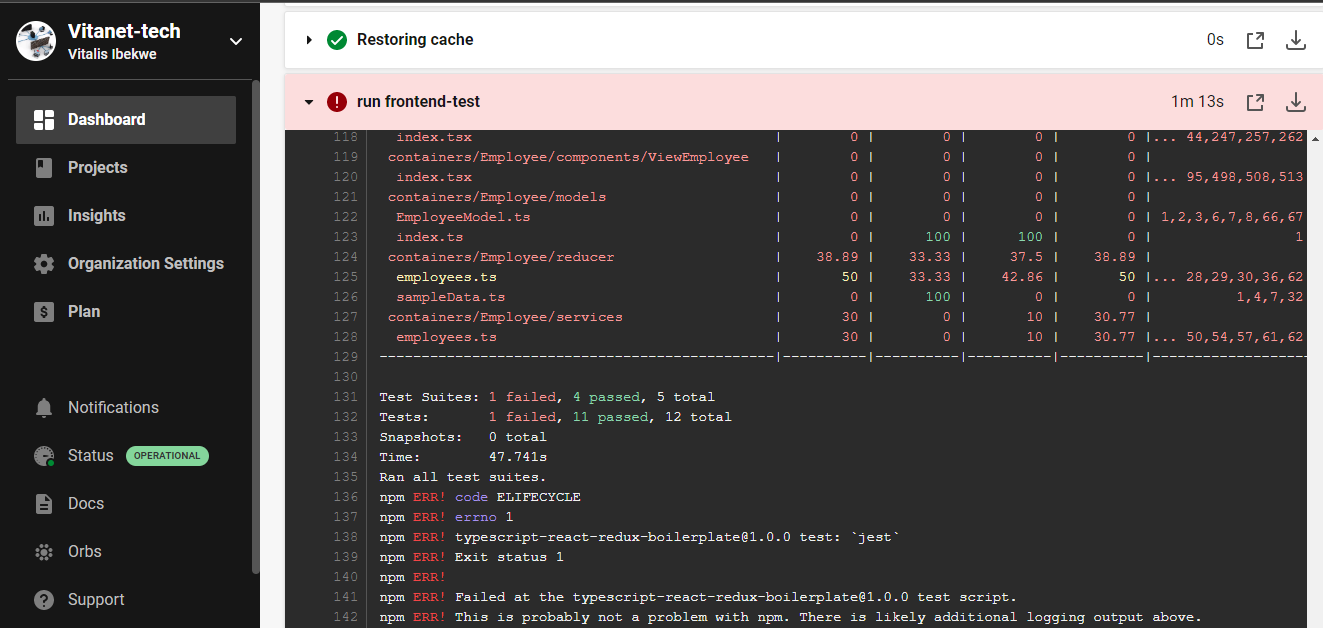 Vitanet-tech
Vitalis Ibekwe
Dashboard
Projects
Insights
Organization Settings
$ Plan
Notifications
Status OPERATIONAL
Docs
Orbs
? Support
Restoring cache 0s
! run frontend-test 1m 13s
118 index.tsx | 0 | 0 | 0 | 0 |... 44,247,257,262
119 containers/Employee/components/ViewEmployee | 0 | 0 | 0 | 0 |
120 index.tsx | 0 | 0 | 0 | 0 |... 95,498,508,513
121 containers/Employee/models | 0 | 0 | 0 | 0 |
122 EmployeeModel.ts | 0 | 0 | 0 | 0 | 1,2,3,6,7,8,66,67
123 index.ts | 0 | 100 | 100 | 0 | 1
124 containers/Employee/reducer | 38.89 | 33.33 | 37.5 | 38.89 |
125 employees.ts | 50 | 33.33 | 42.86 | 50 |... 28,29,30,36,62
126 sampleData.ts | 0 | 100 | 0 | 0 | 1,4,7,32
127 containers/Employee/services | 30 | 0 | 10 | 30.77 |
128 employees.ts | 30 | 0 | 10 | 30.77 |... 50,54,57,61,62
129 -----------------------------------------------|----------|----------|----------|----------|-------------------
130
131 Test Suites: 1 failed, 4 passed, 5 total
132 Tests: 1 failed, 11 passed, 12 total
133 Snapshots: 0 total
134 Time: 47.741s
135 Ran all test suites.
136 npm ERR! code ELIFECYCLE
137 npm ERR! errno 1
138 npm ERR! typescript-react-redux-boilerplate@1.0.0 test: `jest`
139 npm ERR! Exit status 1
140 npm ERR!
141 npm ERR! Failed at the typescript-react-redux-boilerplate@1.0.0 test script.
142 npm ERR! This is probably not a problem with npm. There is likely additional logging output above.